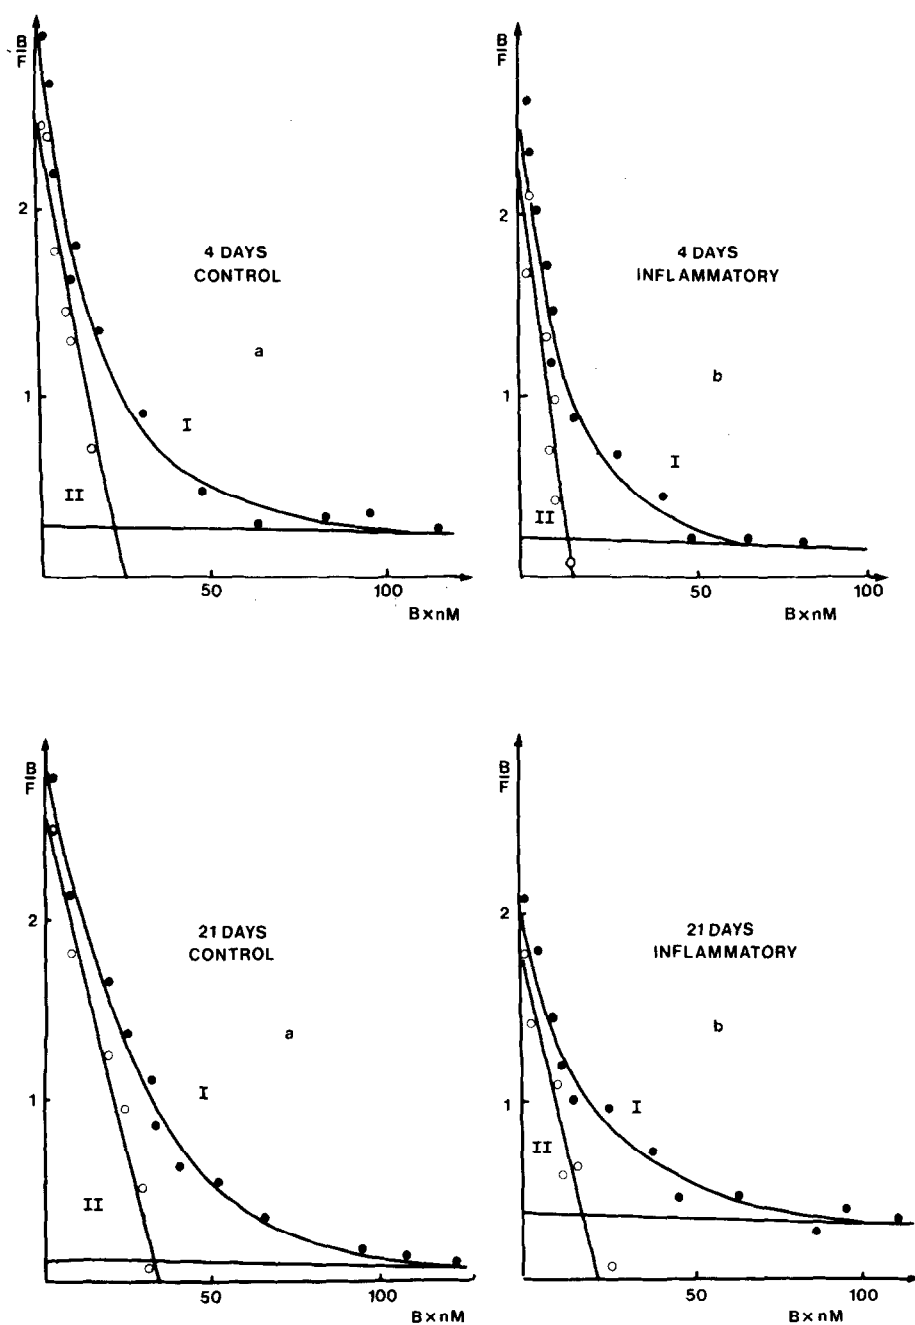 B
F
2
1
4 DAYS
CONTROL
a
I
II
50
100
B×nM
B
F
2
1
4 DAYS
INFLAMMATORY
b
I
II
50
100
B×nM
B
F
2
1
21 DAYS
CONTROL
a
I
II
50
100
B×nM
B
F
2
1
21 DAYS
INFLAMMATORY
b
I
II
50
100
B×nM